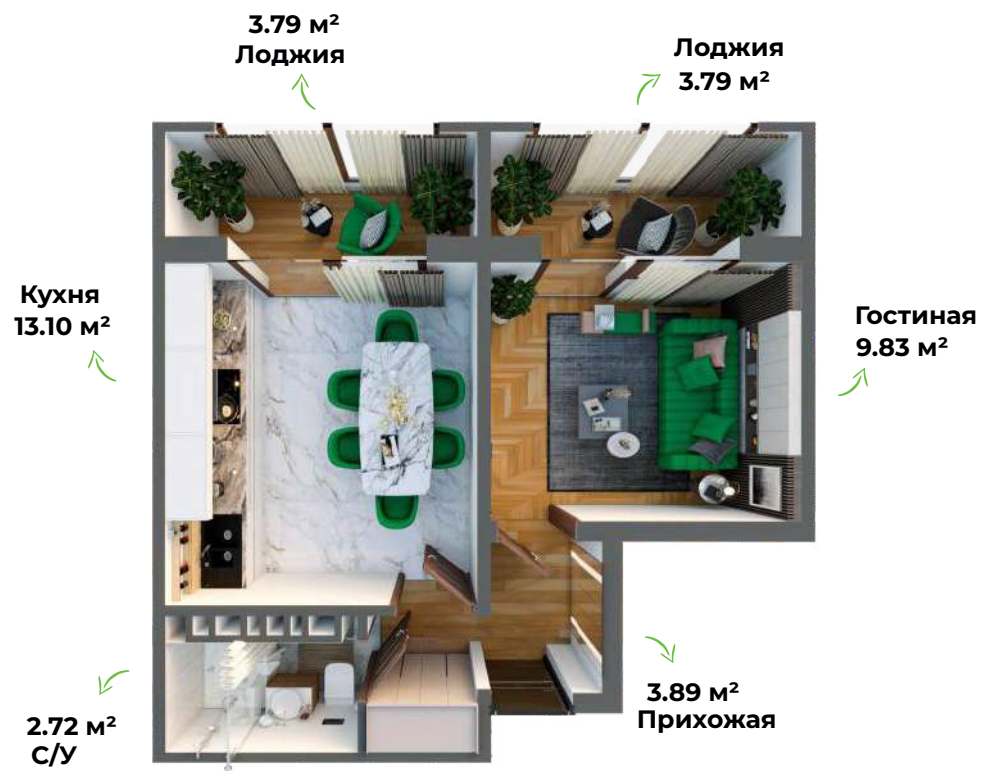 3.79 м²
Лоджия
Лоджия
3.79 м²
Кухня
13.10 м²
Гостиная
9.83 м²
3.89 м²
Прихожая
2.72 м²
С/У